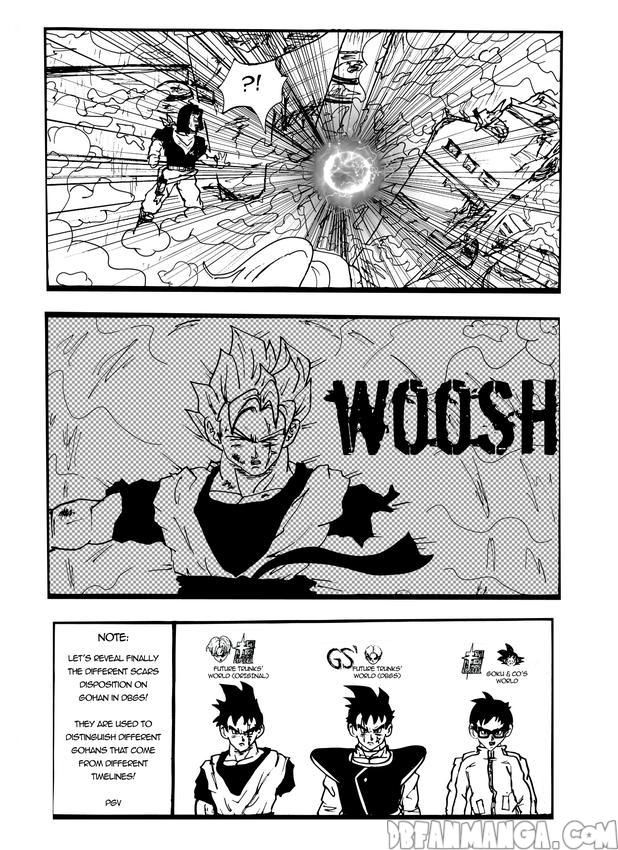 ?!
WOOSH
NOTE:
LET'S REVEAL FINALLY
THE DIFFERENT SCARS
DISPOSITION ON
GOHAN IN DBGS!
THEY ARE USED TO
DISTINGUISH DIFFERENT
GOHANS THAT COME
FROM DIFFERENT
TIMELINES!
PGV
FUTURE TRUNKS'
WORLD (ORIGINAL)
GS'
FUTURE TRUNKS'
WORLD (DBGS)
GOKU & CO'S
WORLD
DBFANMANGA.COM